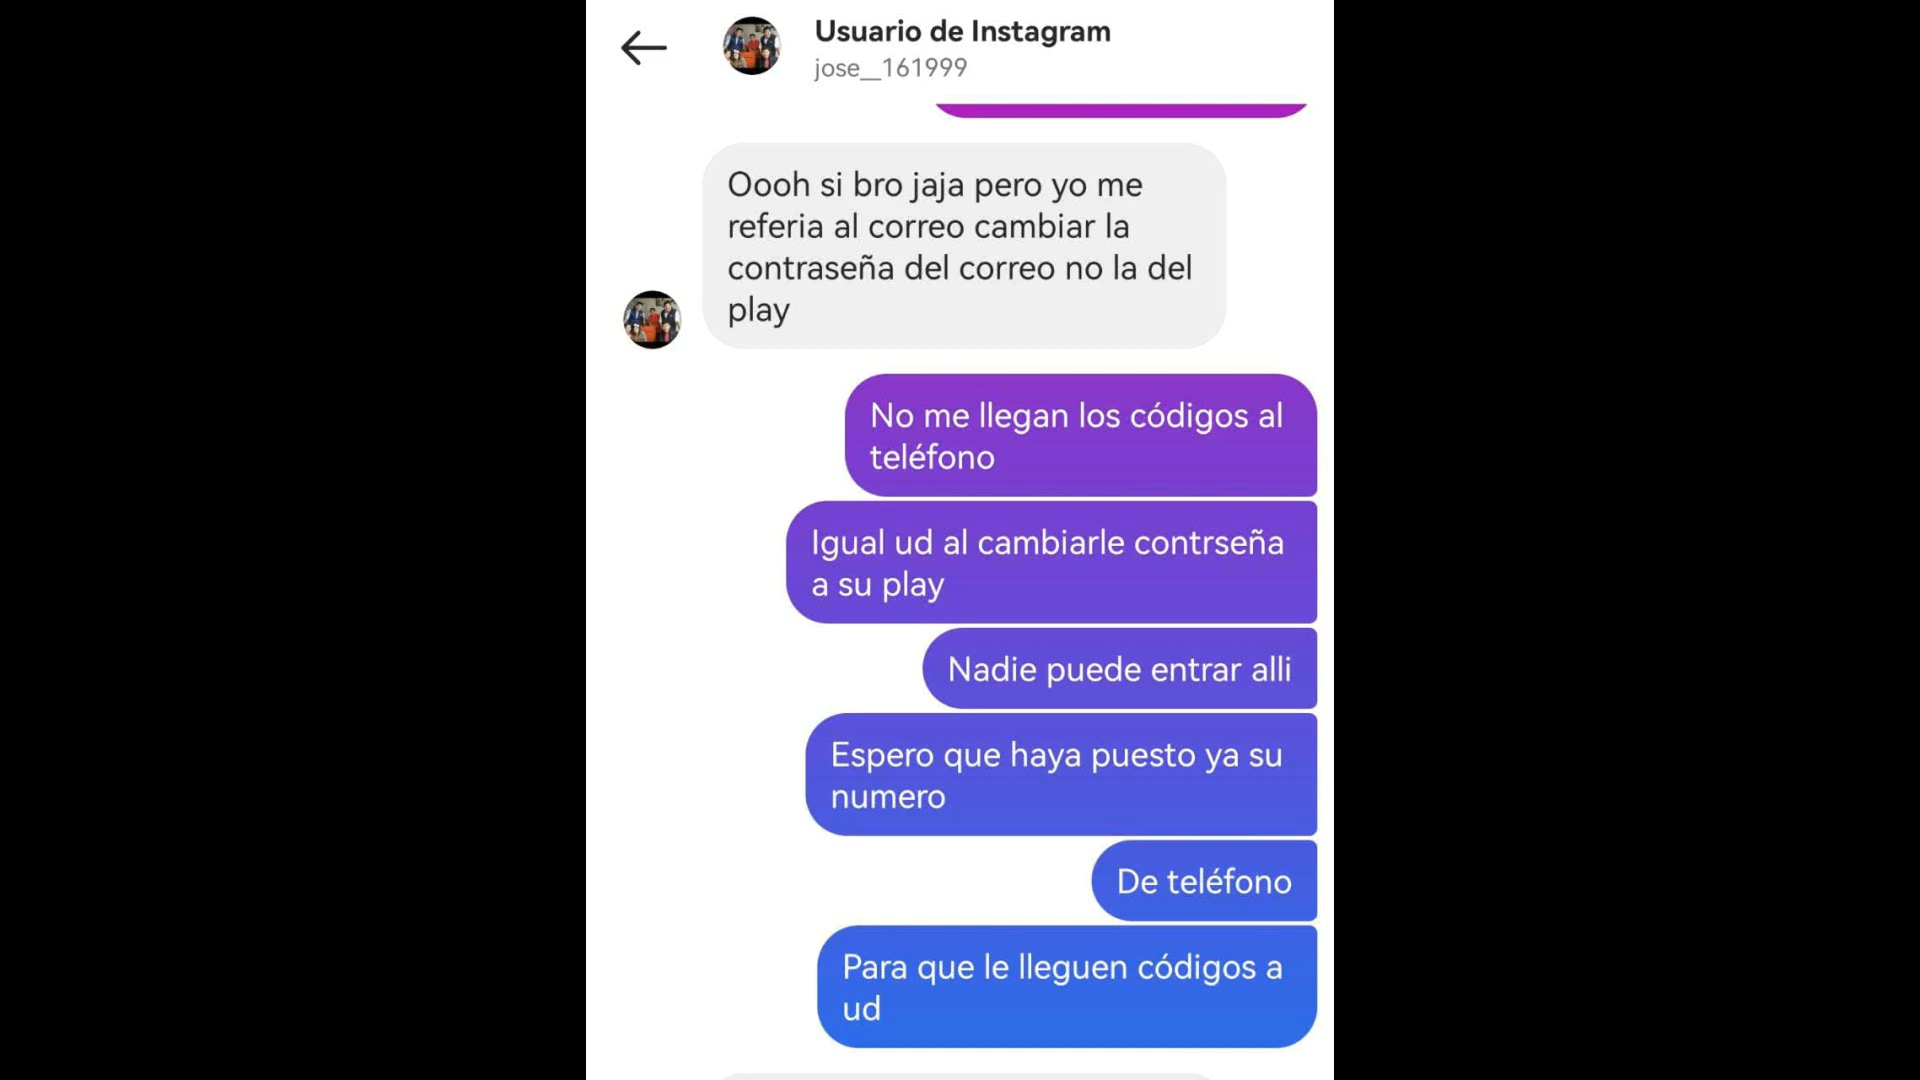 Usuario de Instagram
jose__161999
Oooh si bro jaja pero yo me
referia al correo cambiar la
contraseña del correo no la del
play
No me llegan los códigos al
teléfono
Igual ud al cambiarle contrseña
a su play
Nadie puede entrar alli
Espero que haya puesto ya su
numero
De teléfono
Para que le lleguen códigos a
ud